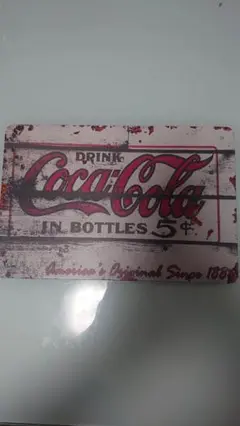 DRINK
Coca-Cola
IN BOTTLES 5¢.
America's Original Since 1886